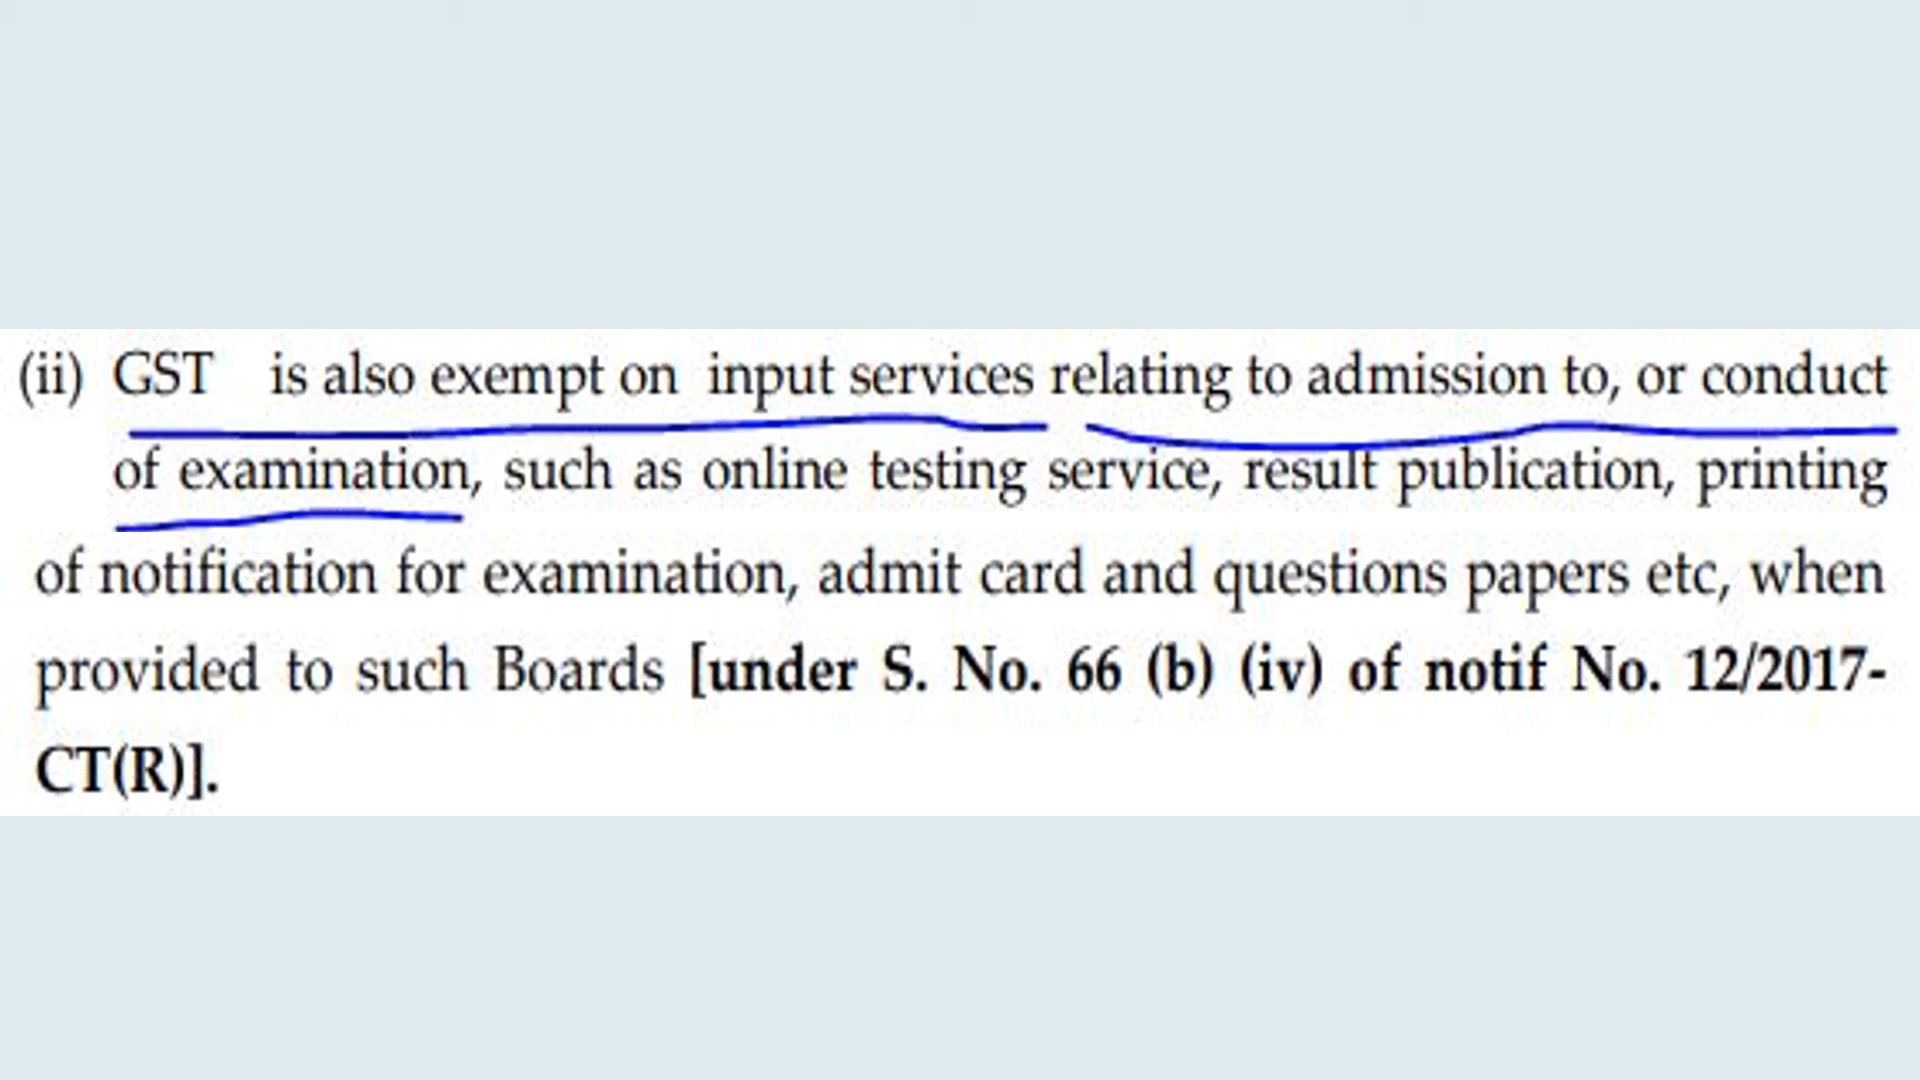 (ii) GST is also exempt on input services relating to admission to, or conduct
of examination, such as online testing service, result publication, printing
of notification for examination, admit card and questions papers etc, when
provided to such Boards [under S. No. 66 (b) (iv) of notif No. 12/2017-
CT(R)].